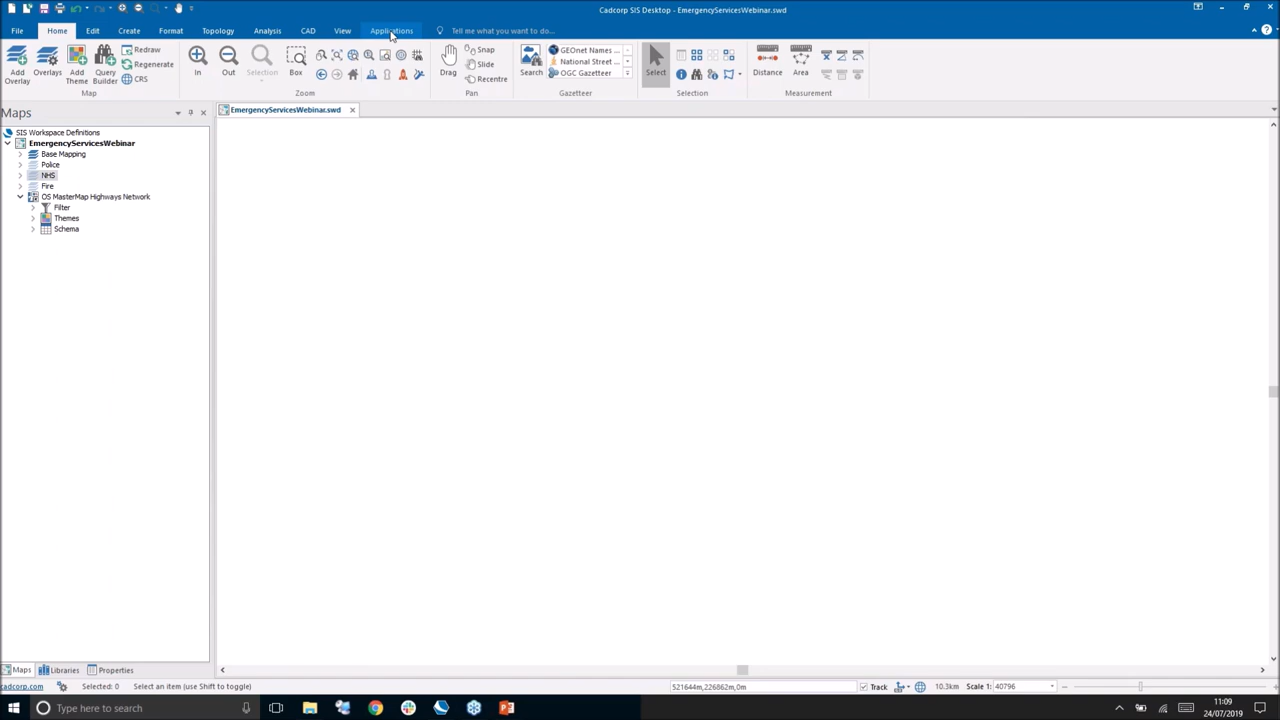 Cadcorp SIS Desktop - EmergencyServicesWebinar.swd
File Home Edit Create Format Topology Analysis CAD View Applications Tell me what you want to do...
Add Overlay
Overlays
Add Theme
Query Builder
Redraw
Regenerate
CRS
Map
In
Out
Selection
Box
Zoom
Drag
Snap
Slide
Recentre
Pan
Search
GEOnet Names ...
National Street ...
OGC Gazetteer
Gazetteer
Select
Selection
Distance
Area
Measurement
Maps
EmergencyServicesWebinar.swd
SIS Workspace Definitions
EmergencyServicesWebinar
Base Mapping
Police
NHS
Fire
OS MasterMap Highways Network
Filter
Themes
Schema
Maps Libraries Properties
cadcorp.com Selected: 0 Select an item (use Shift to toggle) 521644m,226862m,0m Track 10.3km Scale 1: 40796
Type here to search
11:09
24/07/2019